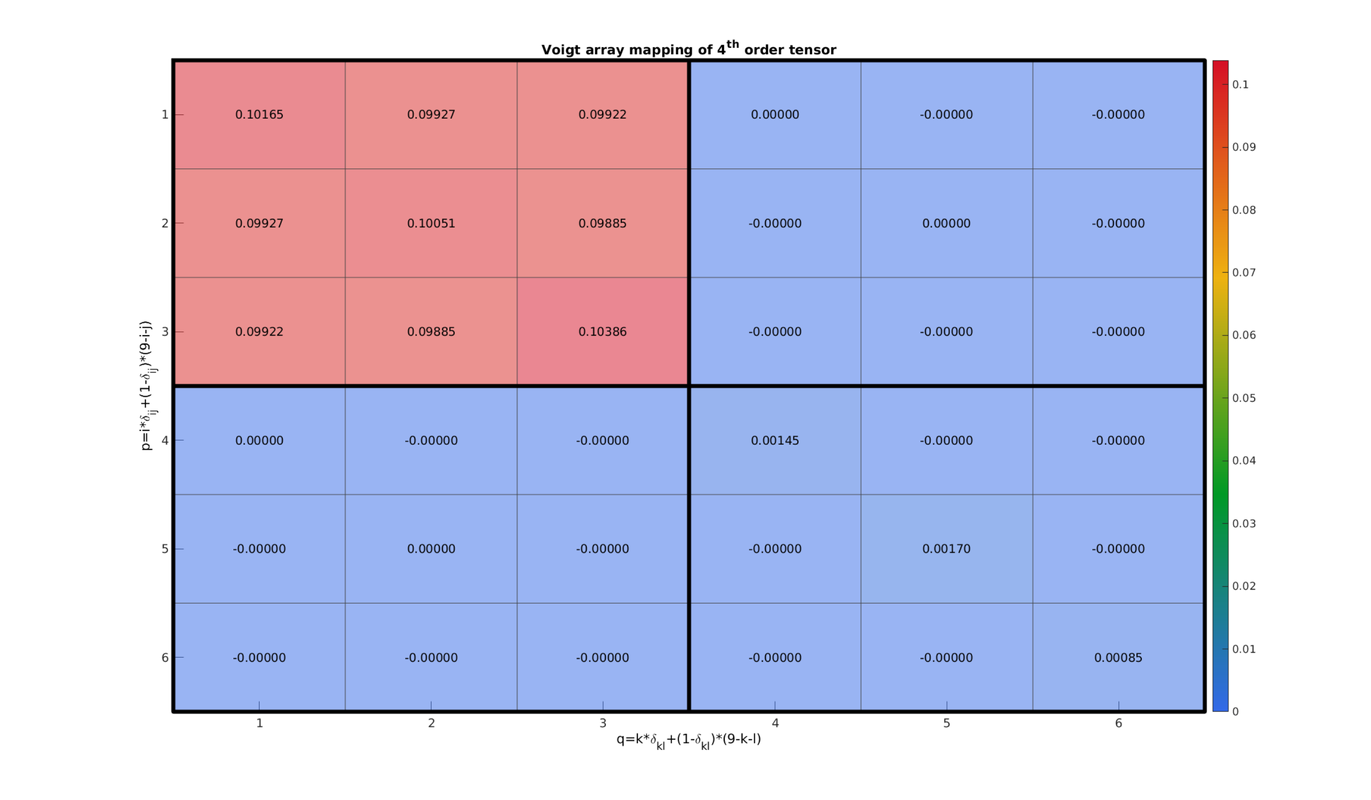 Voigt array mapping of 4th order tensor
p=i*δij+(1-δij)*(9-i-j)
1 0.10165 0.09927 0.09922 0.00000 -0.00000 -0.00000
2 0.09927 0.10051 0.09885 -0.00000 0.00000 -0.00000
3 0.09922 0.09885 0.10386 -0.00000 -0.00000 -0.00000
4 0.00000 -0.00000 -0.00000 0.00145 -0.00000 -0.00000
5 -0.00000 0.00000 -0.00000 -0.00000 0.00170 -0.00000
6 -0.00000 -0.00000 -0.00000 -0.00000 -0.00000 0.00085
1 2 3 4 5 6
q=k*δkl+(1-δkl)*(9-k-l)
0.1
0.09
0.08
0.07
0.06
0.05
0.04
0.03
0.02
0.01
0